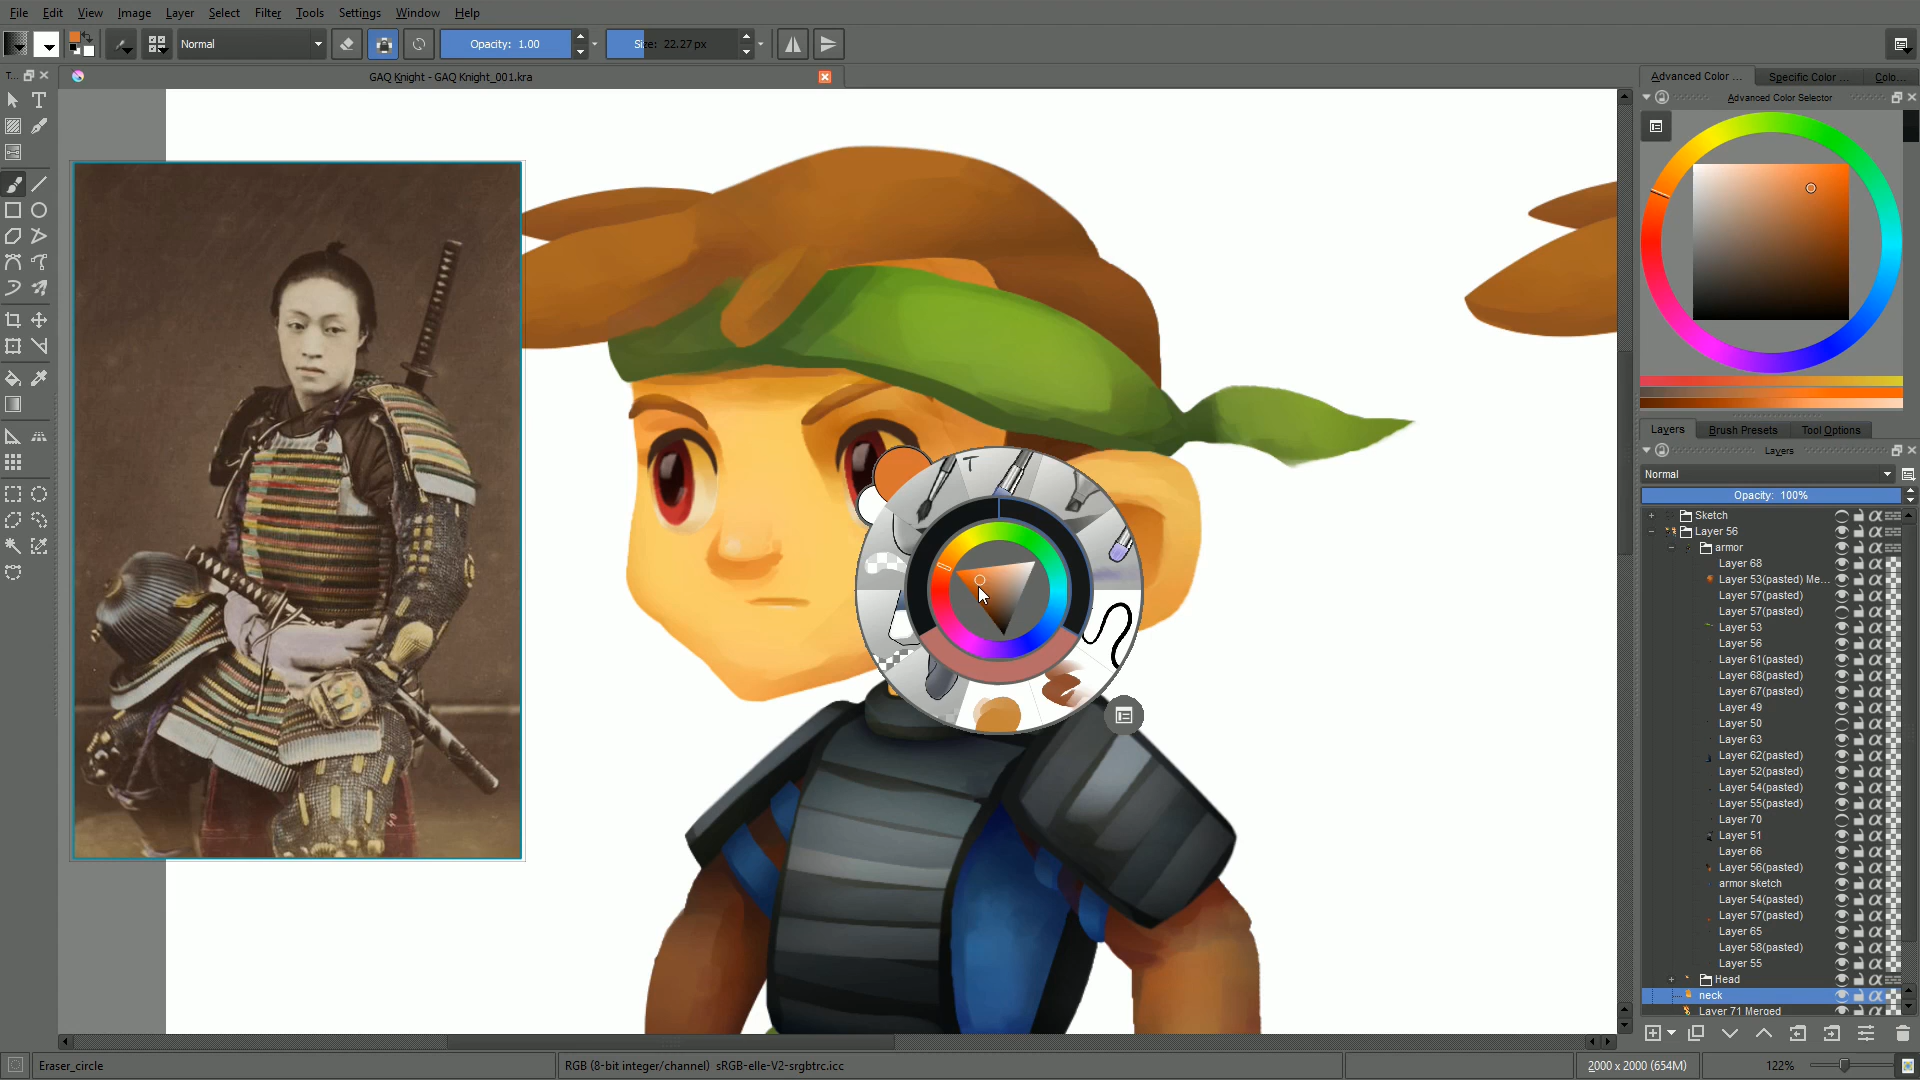 File Edit View Image Layer Select Filter Tools Settings Window Help
Normal Opacity: 1.00 Size: 22.27 px
T... GAQ Knight - GAQ Knight_001.kra
Advanced Color ... Specific Color ... Colo...
Advanced Color Selector
Layers Brush Presets Tool Options
Layers
Normal
Opacity: 100%
Sketch
Layer 56
armor
Layer 68
Layer 53(pasted) Me...
Layer 57(pasted)
Layer 57(pasted)
Layer 53
Layer 56
Layer 61(pasted)
Layer 68(pasted)
Layer 67(pasted)
Layer 49
Layer 50
Layer 63
Layer 62(pasted)
Layer 52(pasted)
Layer 54(pasted)
Layer 55(pasted)
Layer 70
Layer 51
Layer 66
Layer 56(pasted)
armor sketch
Layer 54(pasted)
Layer 57(pasted)
Layer 65
Layer 58(pasted)
Layer 55
Head
neck
Layer 71 Merged
Eraser_circle RGB (8-bit integer/channel) sRGB-elle-V2-srgbtrc.icc 2000 x 2000 (654M) 122%